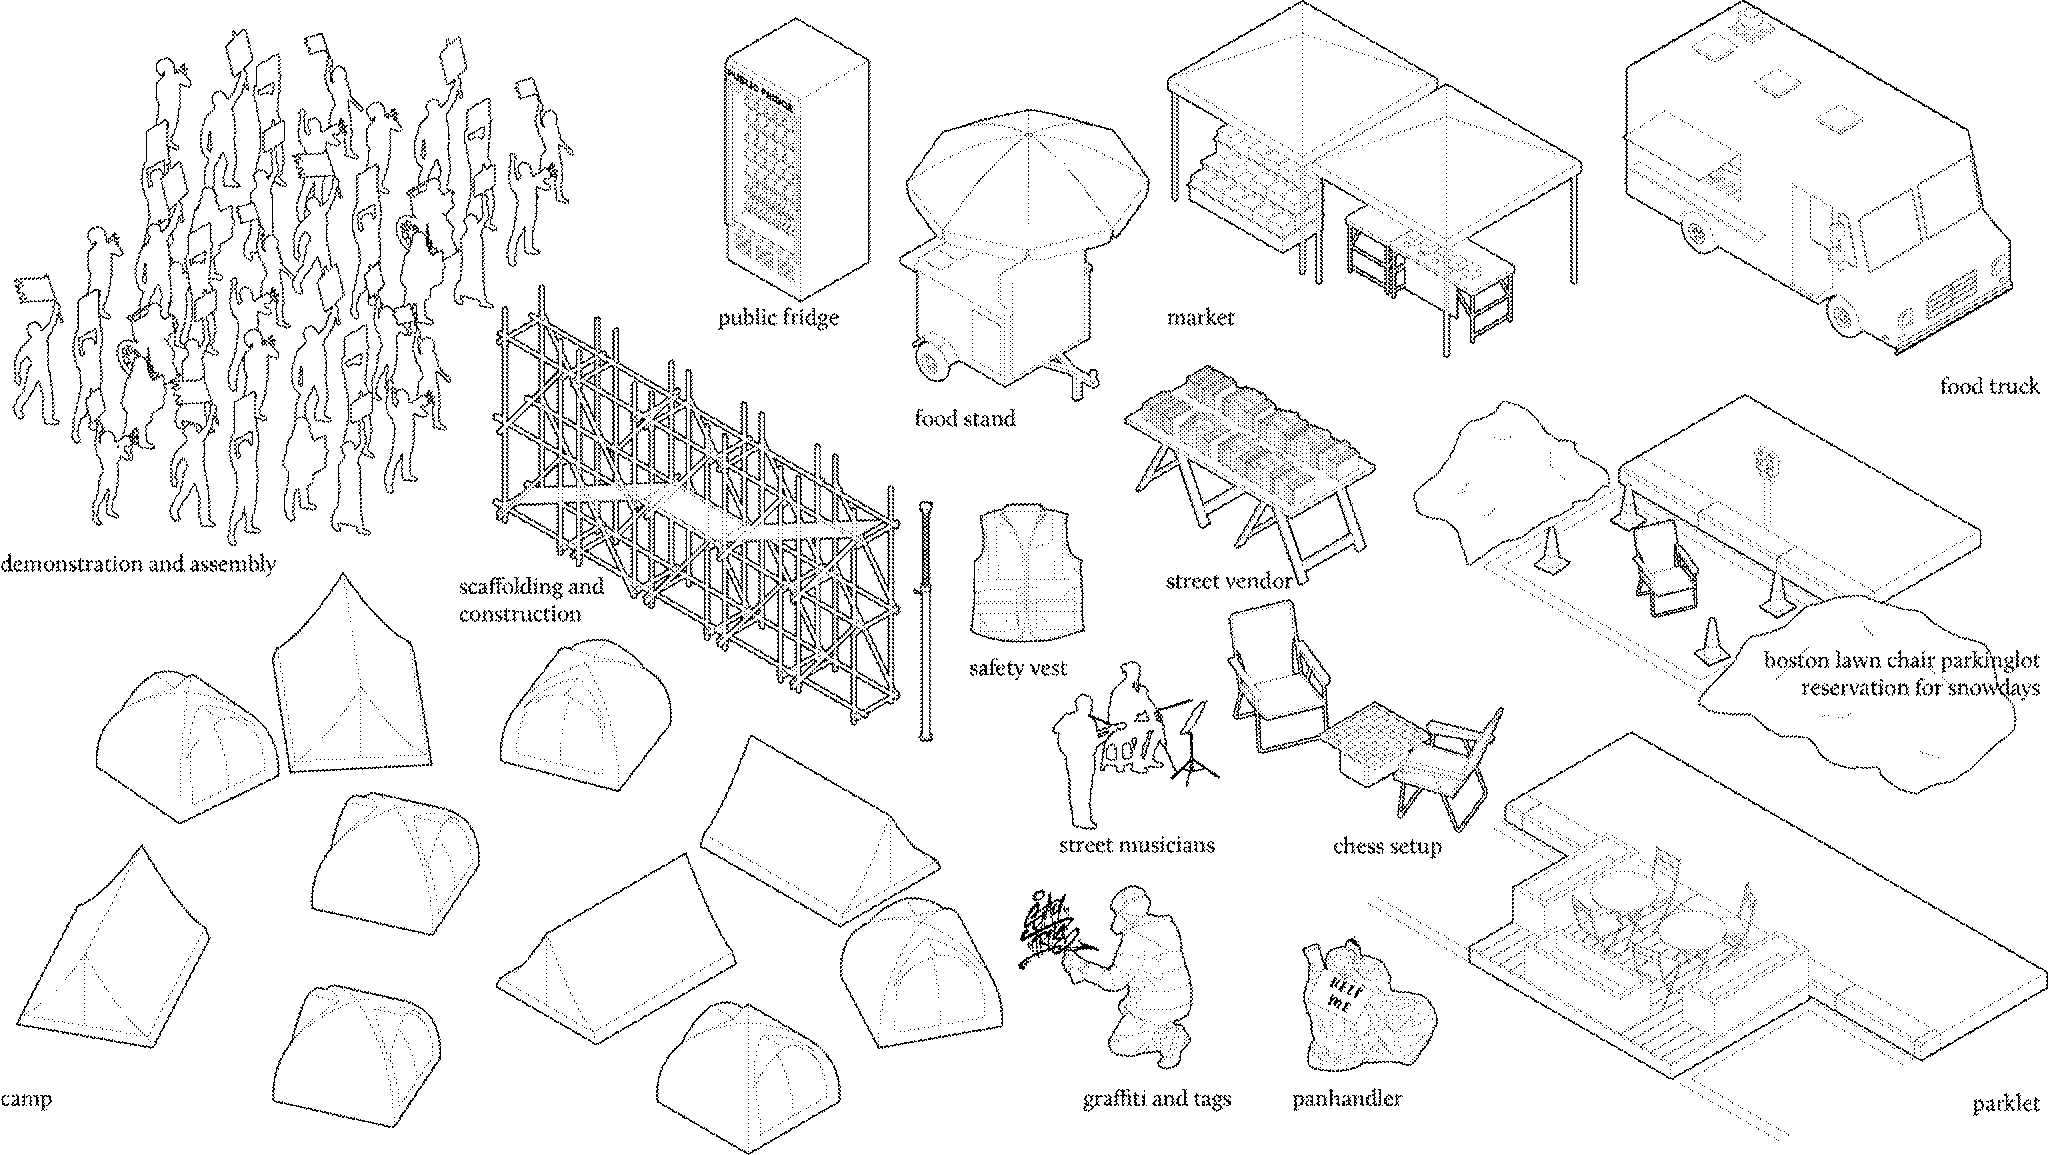 PUBLIC FRIDGE
public fridge
market
food truck
food stand
demonstration and assembly
scaffolding and
construction
safety vest
street vendor
boston lawn chair parkinglot
reservation for snowdays
street musicians
chess setup
HELP
ME
camp
graffiti and tags
panhandler
parklet